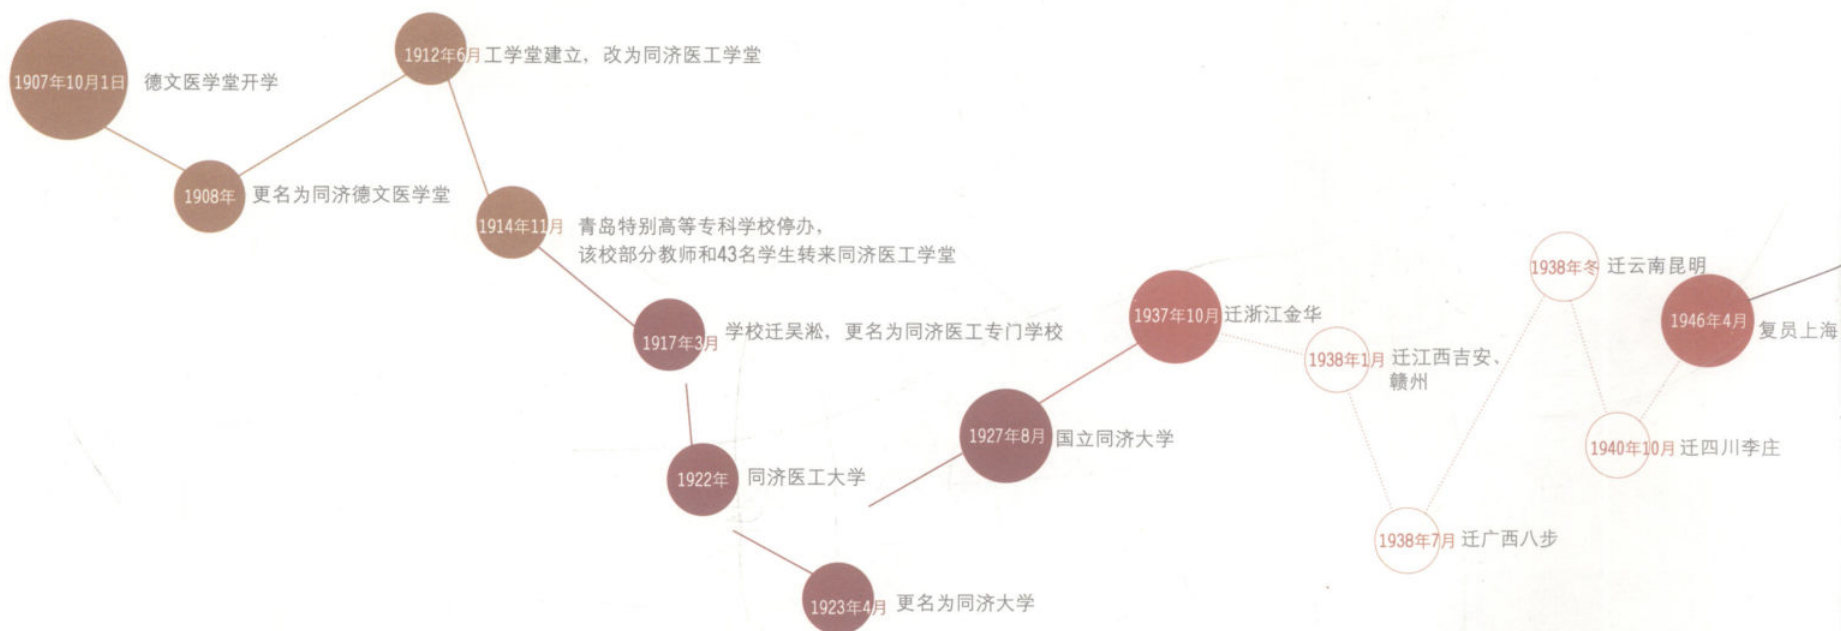 1907年10月1日 德文医学堂开学
1908年 更名为同济德文医学堂
1912年6月 工学堂建立，改为同济医工学堂
1914年11月 青岛特别高等专科学校停办，
该校部分教师和43名学生转来同济医工学堂
1917年3月 学校迁吴淞，更名为同济医工专门学校
1922年 同济医工大学
1923年4月 更名为同济大学
1927年8月 国立同济大学
1937年10月 迁浙江金华
1938年1月 迁江西吉安、
赣州
1938年7月 迁广西八步
1938年冬 迁云南昆明
1940年10月 迁四川李庄
1946年4月 复员上海